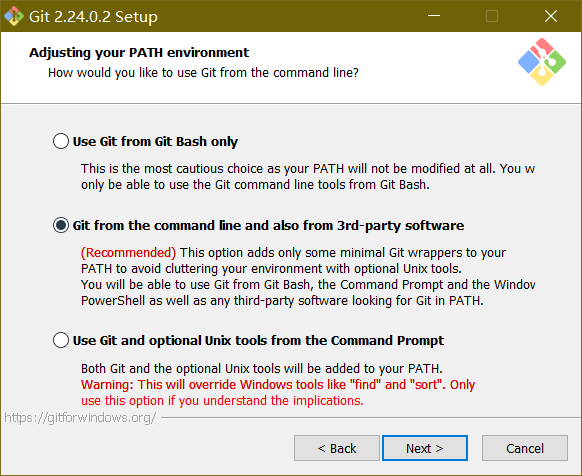 Git 2.24.0.2 Setup
Adjusting your PATH environment
How would you like to use Git from the command line?
Use Git from Git Bash only
This is the most cautious choice as your PATH will not be modified at all. You w
only be able to use the Git command line tools from Git Bash.
Git from the command line and also from 3rd-party software
(Recommended) This option adds only some minimal Git wrappers to your
PATH to avoid cluttering your environment with optional Unix tools.
You will be able to use Git from Git Bash, the Command Prompt and the Window
PowerShell as well as any third-party software looking for Git in PATH.
Use Git and optional Unix tools from the Command Prompt
Both Git and the optional Unix tools will be added to your PATH.
Warning: This will override Windows tools like "find" and "sort". Only
use this option if you understand the implications.
https://gitforwindows.org/
< Back Next > Cancel